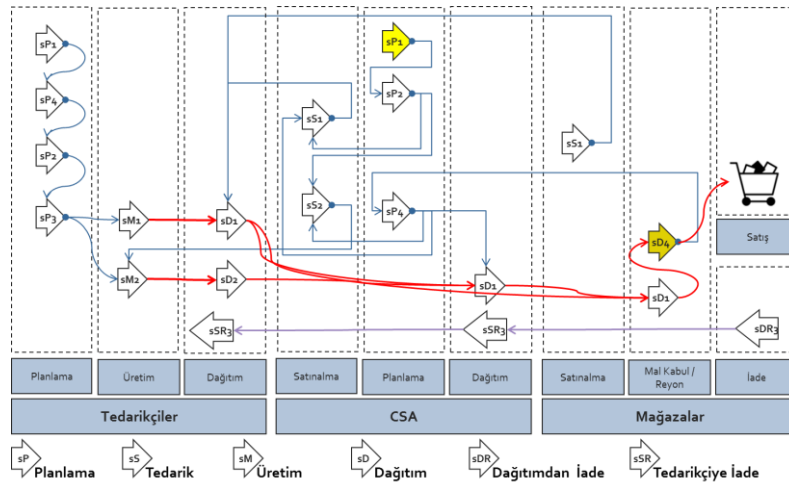 sP1
sP1
sP4
sP2
sS1
sS1
sP2
sS2
sP4
sP3
sM1
sD1
Satış
sD4
sM2
sD2
sD1
sD1
sSR3
sSR3
sDR3
Planlama
Üretim
Dağıtım
Satınalma
Planlama
Dağıtım
Satınalma
Mal Kabul /
Reyon
İade
Tedarikçiler
CSA
Mağazalar
sP Planlama
sS Tedarik
sM Üretim
sD Dağıtım
sDR Dağıtımdan İade
sSR Tedarikçiye İade